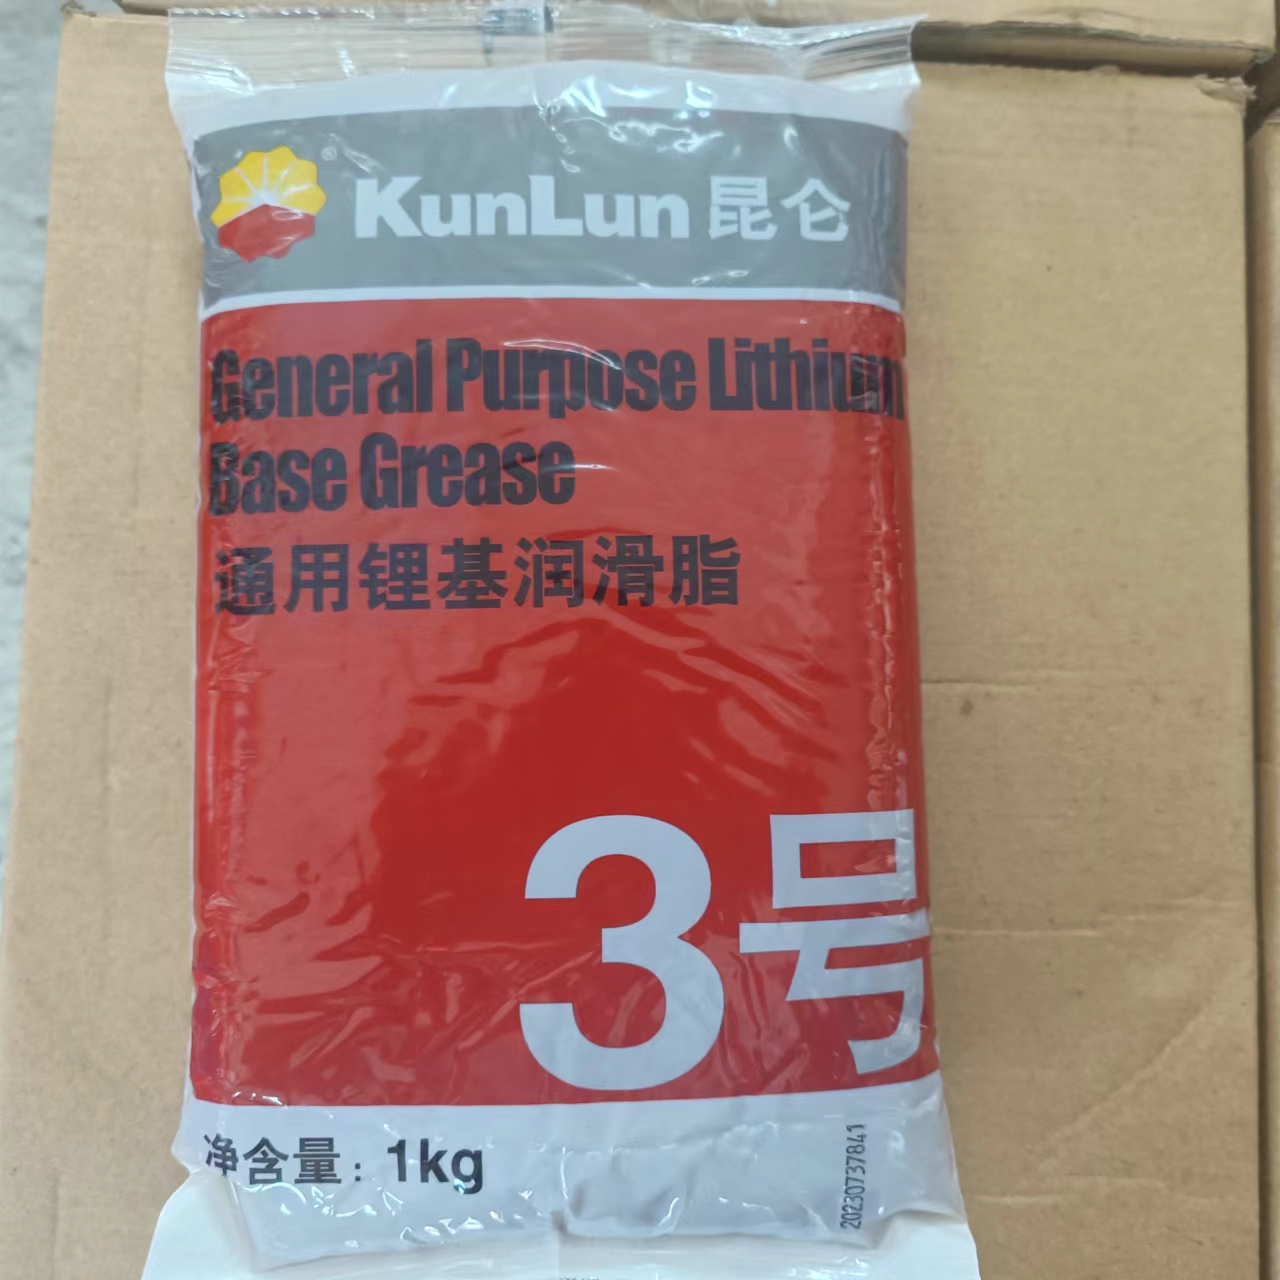 ® KunLun 昆仑
General Purpose Lithium
Base Grease
通用锂基润滑脂
3号
净含量：1kg
20230737841